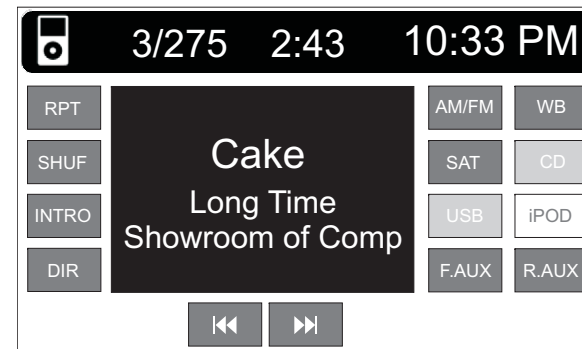 3/275 2:43 10:33 PM
RPT
SHUF
INTRO
DIR
Cake
Long Time
Showroom of Comp
AM/FM WB
SAT CD
USB iPOD
F.AUX R.AUX